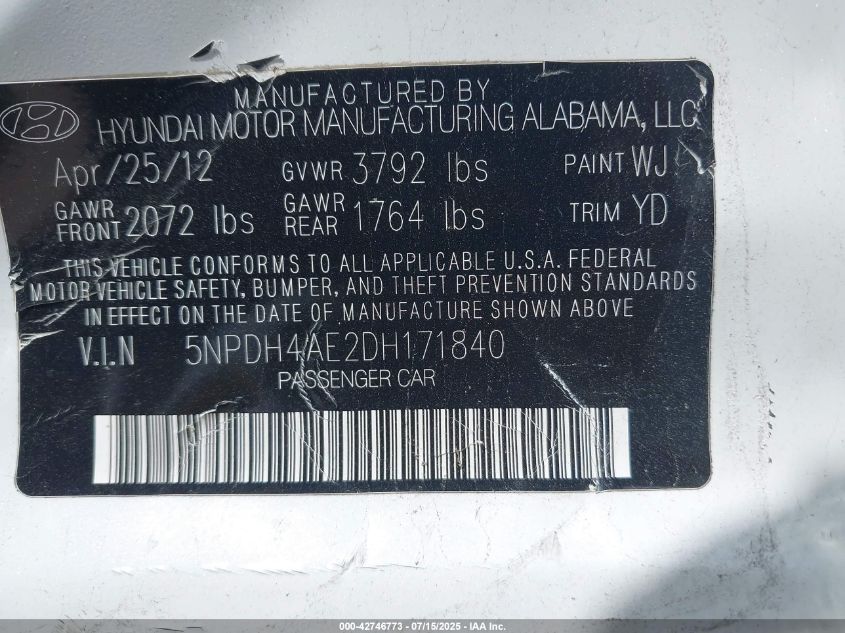 MANUFACTURED BY
HYUNDAI MOTOR MANUFACTURING ALABAMA, LLC
Apr/25/12 GVWR 3792 lbs PAINT WJ
GAWR FRONT 2072 lbs GAWR REAR 1764 lbs TRIM YD
THIS VEHICLE CONFORMS TO ALL APPLICABLE U.S.A. FEDERAL
MOTOR VEHICLE SAFETY, BUMPER, AND THEFT PREVENTION STANDARDS
IN EFFECT ON THE DATE OF MANUFACTURE SHOWN ABOVE
V.I.N 5NPDH4AE2DH171840
PASSENGER CAR
000-42746773 - 07/15/2025 - IAA Inc.